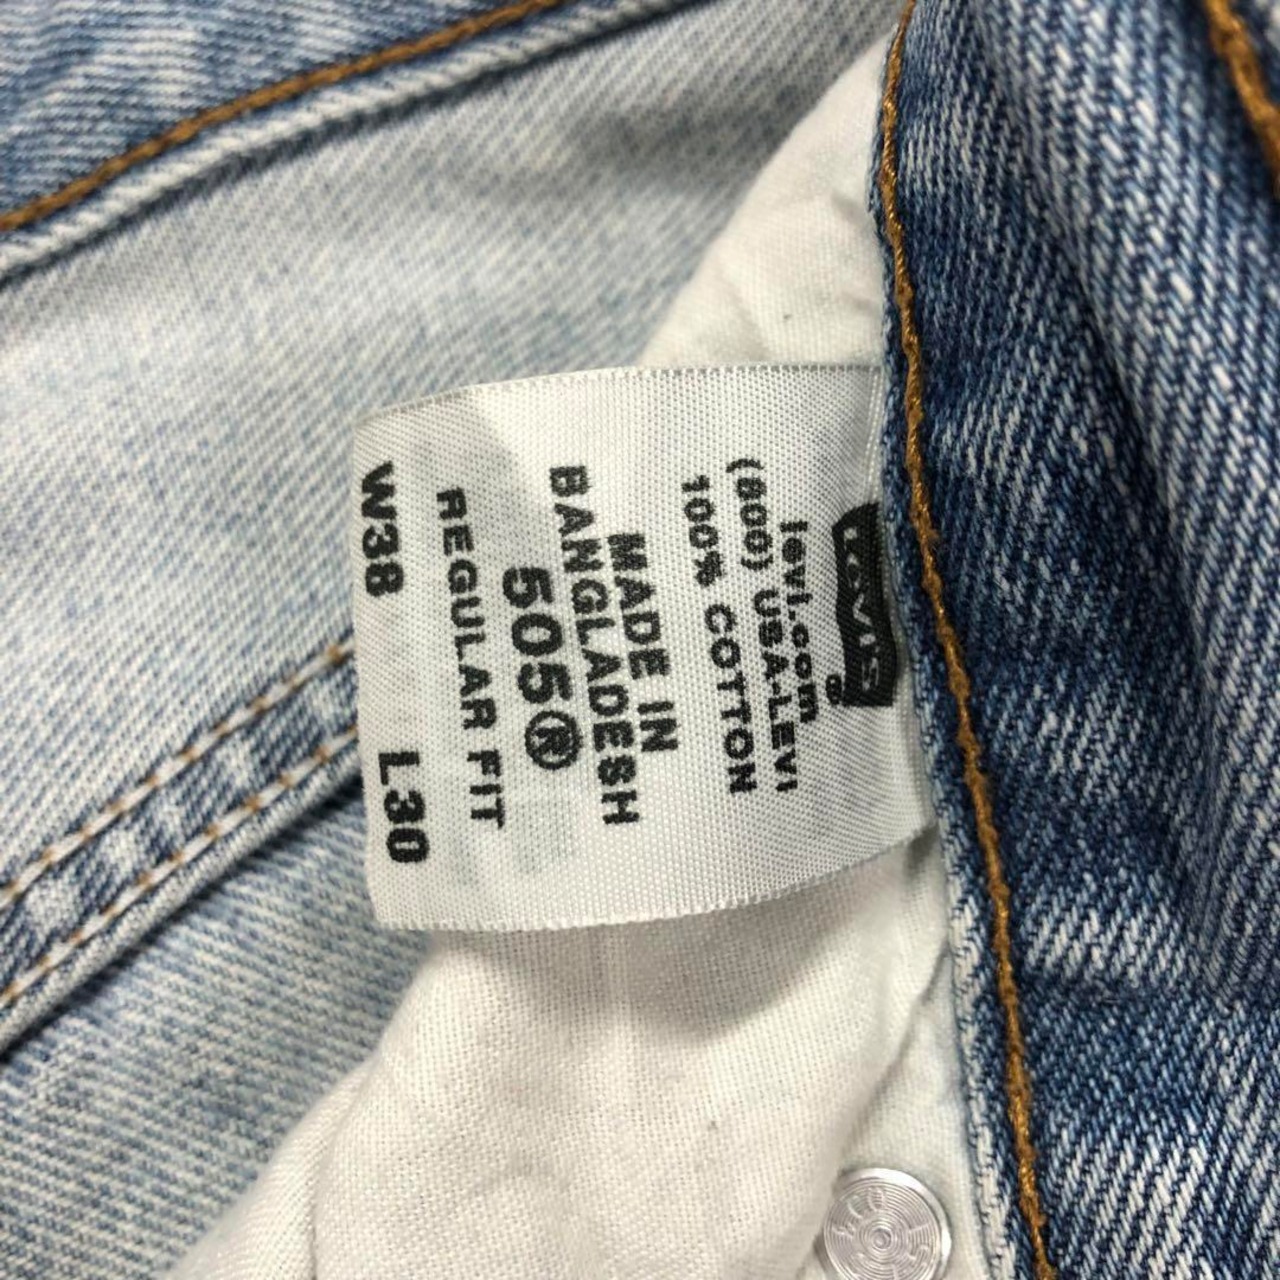 Levi's
®
levi.com
(800) USA-LEVI
100% COTTON
MADE IN
BANGLADESH
505®
REGULAR FIT
W38 L30